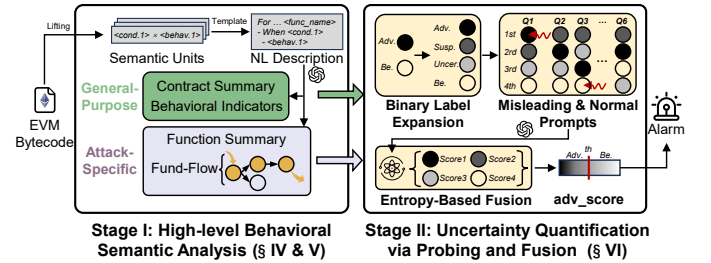 Lifting
<cond.1> × <behav.1>
Semantic Units
Template
For ... <func_name>
- When <cond.1>
- <behav.1>
NL Description
EVM
Bytecode
General-
Purpose
Contract Summary
Behavioral Indicators
Attack-
Specific
Function Summary
Fund-Flow
Stage I: High-level Behavioral
Semantic Analysis (§ IV & V)
Adv.
Be.
Adv.
Susp.
Uncer.
Be.
Binary Label
Expansion
Q1 Q2 Q3 ... Q6
1st
2rd
3rd
4th
...
Misleading & Normal
Prompts
Score1 Score2
Score3 Score4
Entropy-Based Fusion
th
Adv. Be.
adv_score
Alarm
Stage II: Uncertainty Quantification
via Probing and Fusion (§ VI)